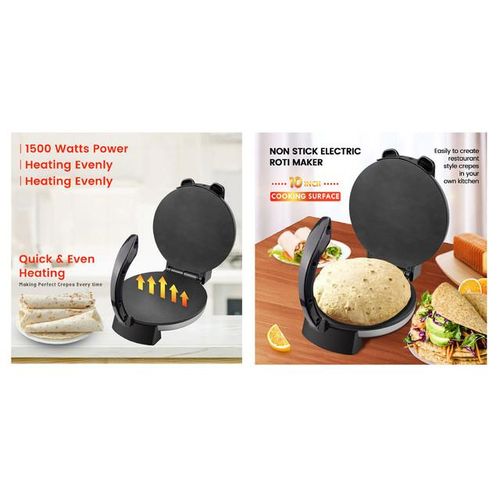 1500 Watts Power
Heating Evenly
Heating Evenly
Quick & Even
Heating
Making Perfect Crepes Every time
NON STICK ELECTRIC
ROTI MAKER
10 INCH
COOKING SURFACE
Easily to create
restaurant
style crepes in
your own kitchen